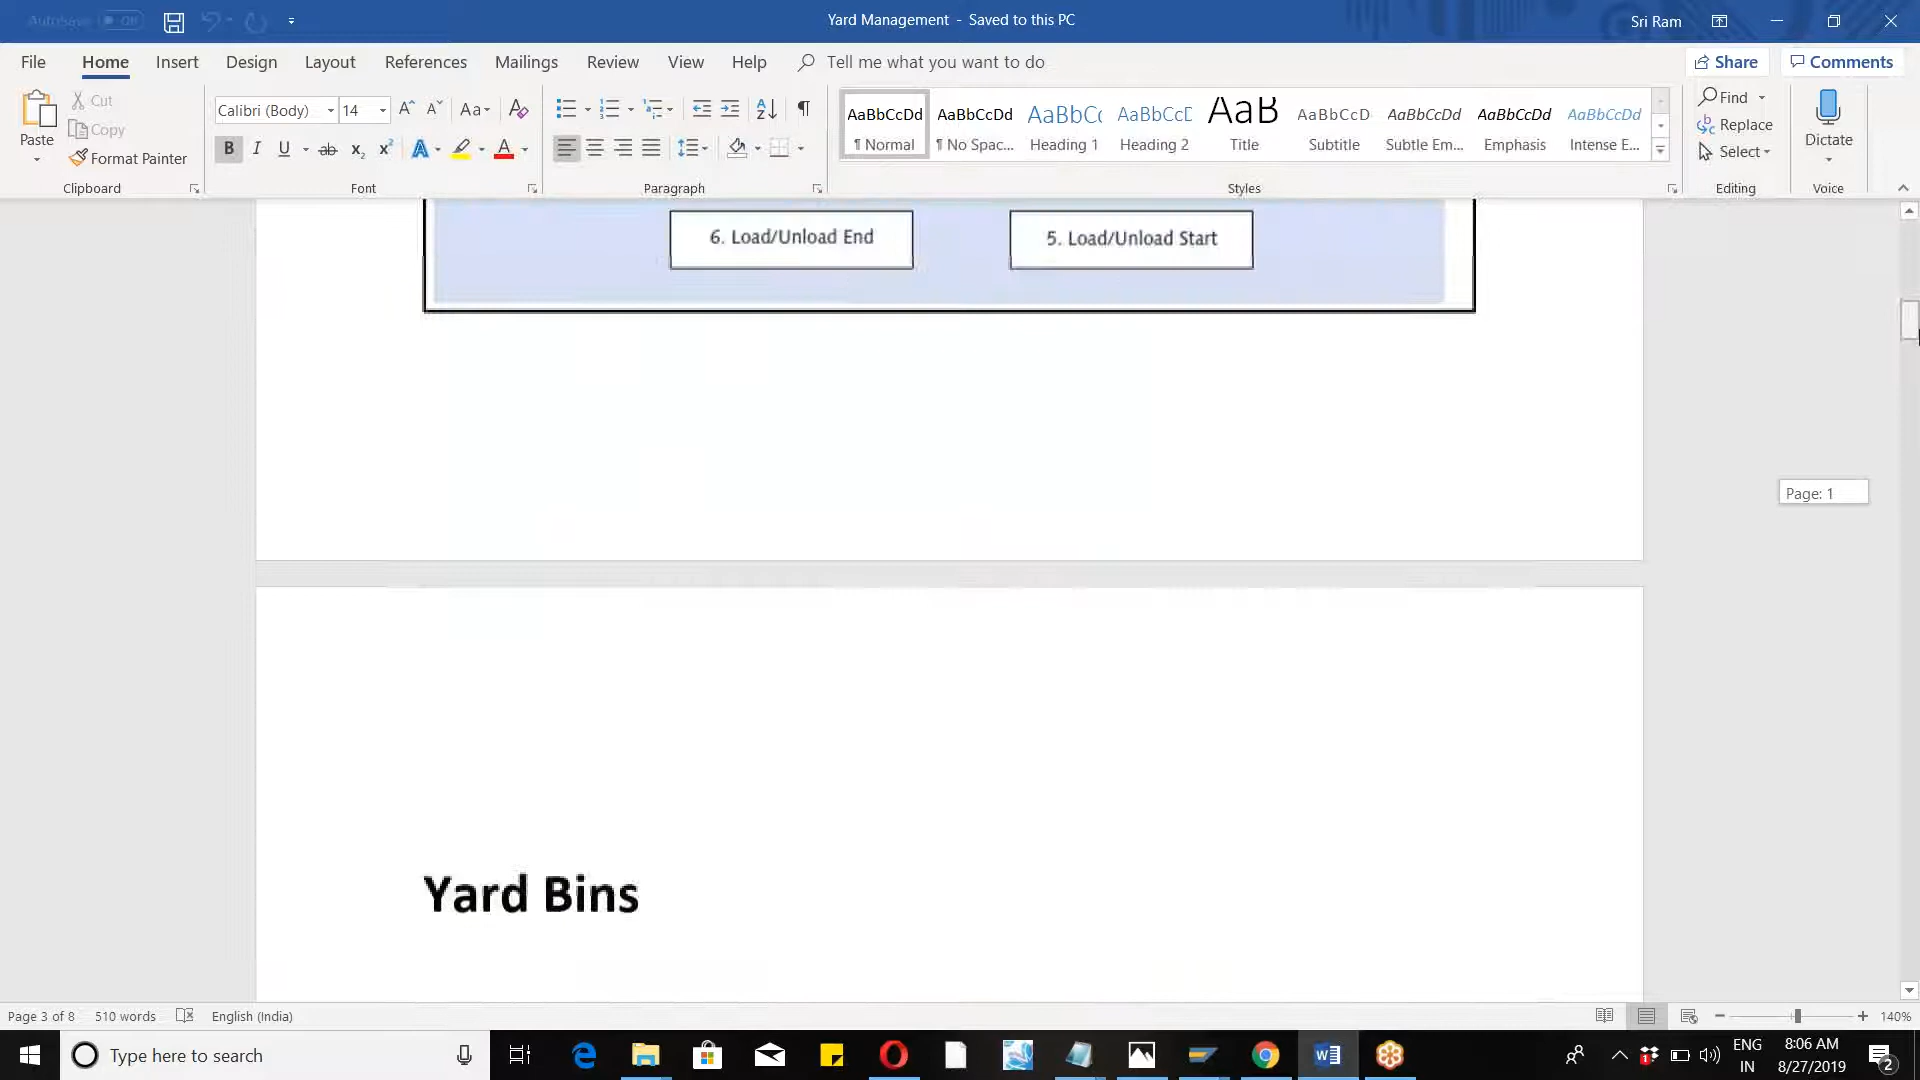 AutoSave Off
Yard Management - Saved to this PC
Sri Ram
File Home Insert Design Layout References Mailings Review View Help Tell me what you want to do
Share Comments
Paste
Cut
Copy
Format Painter
Clipboard
Calibri (Body) 14
Font
Paragraph
AaBbCcDd AaBbCcDd AaBbCc AaBbCcE AaB AaBbCcD AaBbCcDd AaBbCcDd AaBbCcDd
¶ Normal ¶ No Spac... Heading 1 Heading 2 Title Subtitle Subtle Em... Emphasis Intense E...
Styles
Find
Replace
Select
Editing
Dictate
Voice
6. Load/Unload End 5. Load/Unload Start
Page: 1
Yard Bins
Page 3 of 8 510 words English (India) 140%
Type here to search
ENG
IN
8:06 AM
8/27/2019
2